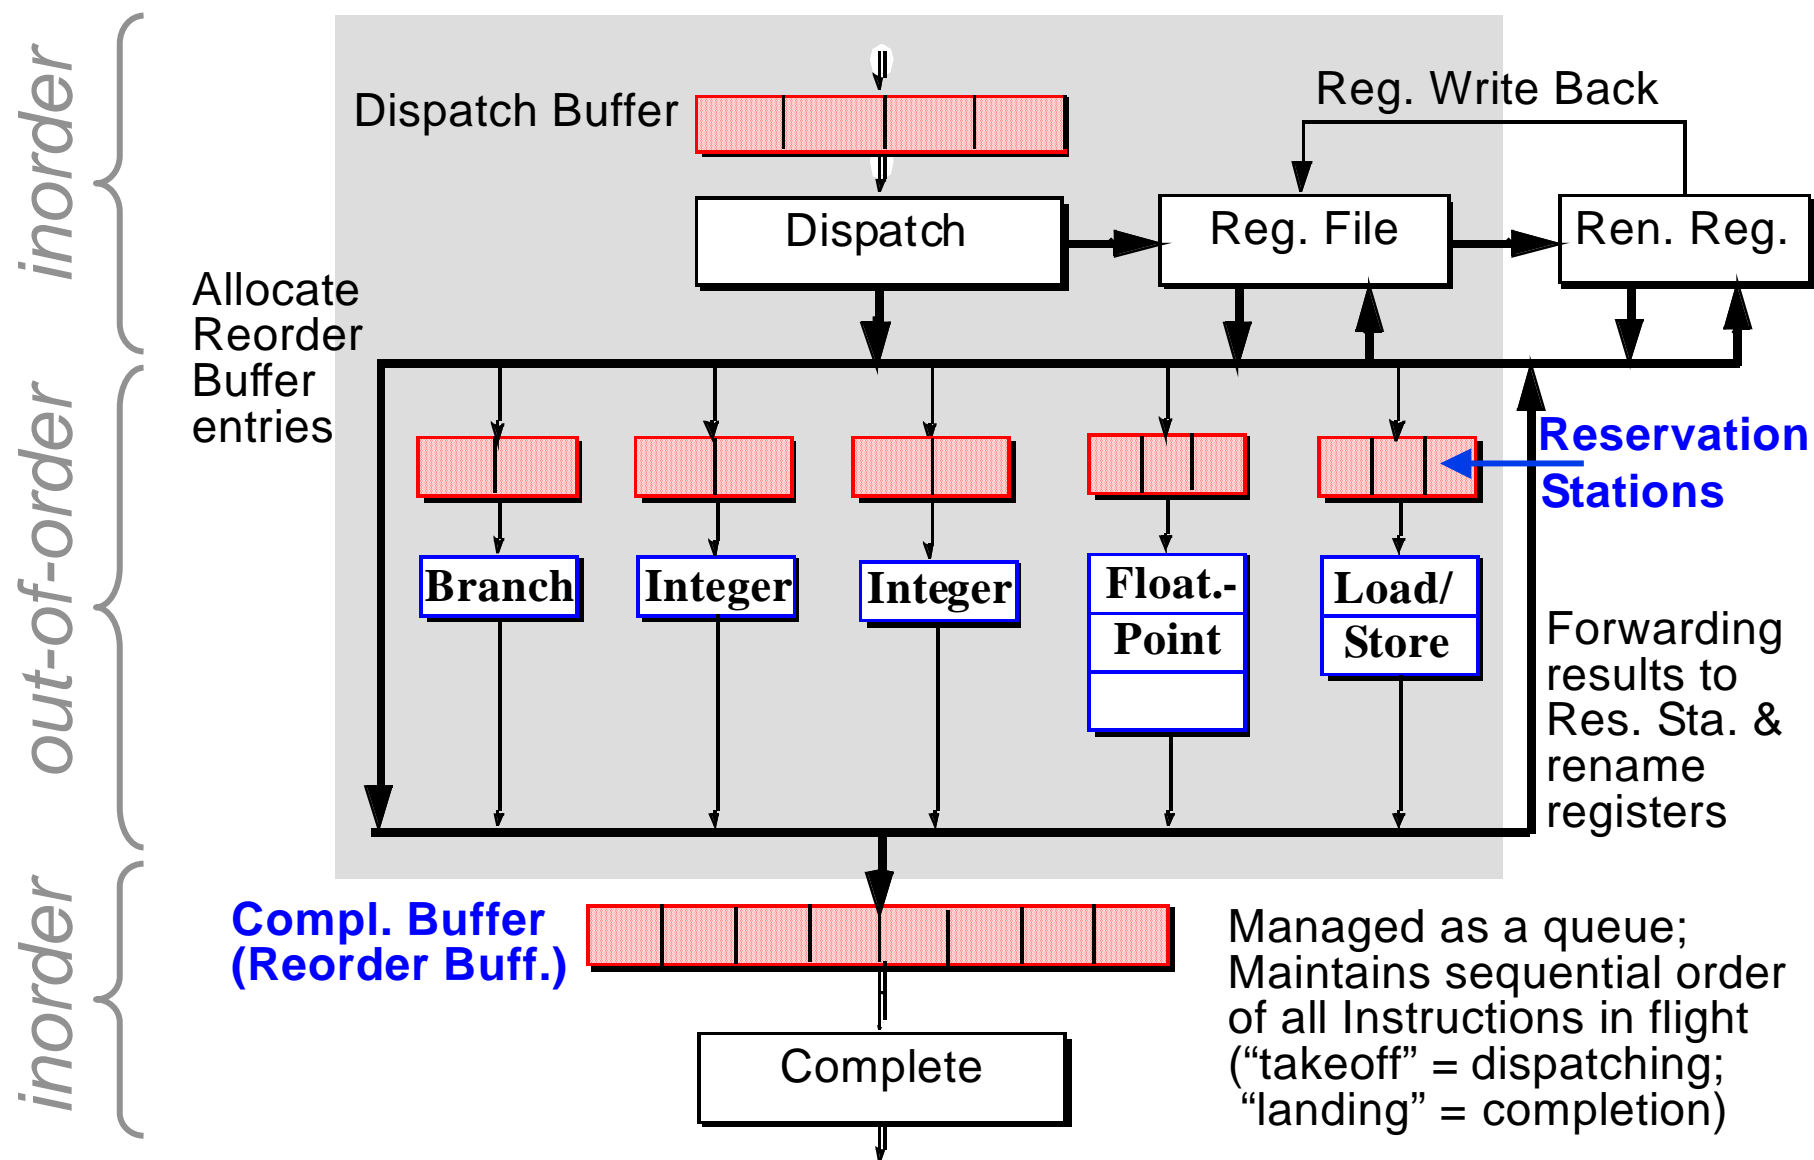 inorder
Dispatch Buffer
Reg. Write Back
Dispatch
Reg. File
Ren. Reg.
Allocate
Reorder
Buffer
entries
out-of-order
Reservation
Stations
Branch
Integer
Integer
Float.-
Point
Load/
Store
Forwarding
results to
Res. Sta. &
rename
registers
inorder
Compl. Buffer
(Reorder Buff.)
Complete
Managed as a queue;
Maintains sequential order
of all Instructions in flight
(“takeoff” = dispatching;
“landing” = completion)